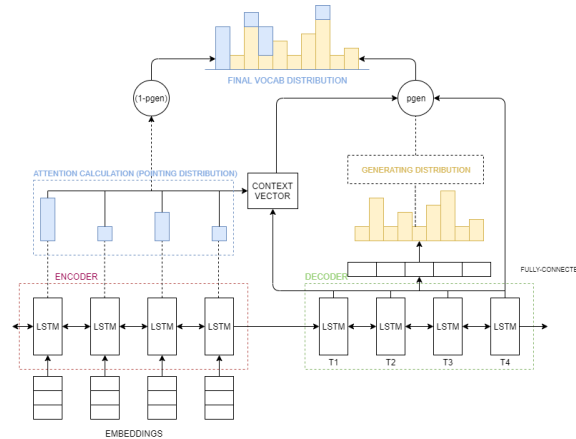 FINAL VOCAB DISTRIBUTION
(1-pgen)
pgen
ATTENTION CALCULATION (POINTING DISTRIBUTION)
CONTEXT
VECTOR
GENERATING DISTRIBUTION
ENCODER
DECODER
FULLY-CONNECTE
LSTM
LSTM
LSTM
LSTM
LSTM
LSTM
LSTM
LSTM
T1
T2
T3
T4
EMBEDDINGS